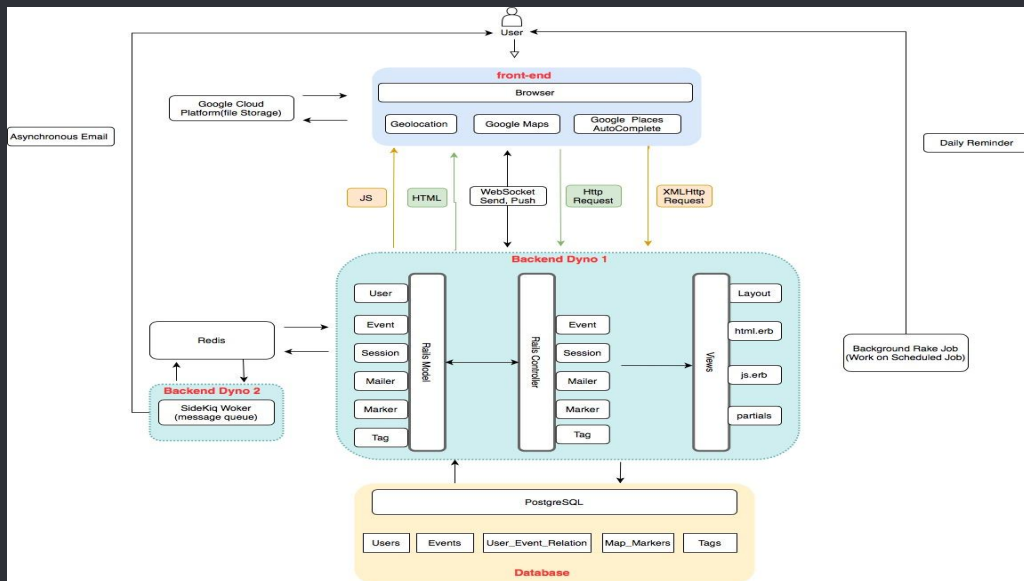 User
front-end
Browser
Google Cloud
Platform(file Storage)
Geolocation
Google Maps
Google Places
AutoComplete
Asynchronous Email
Daily Reminder
JS
HTML
WebSocket
Send, Push
Http
Request
XMLHttp
Request
Backend Dyno 1
User
Event
Session
Mailer
Marker
Tag
Rails Model
Rails Controller
Event
Session
Mailer
Marker
Tag
Views
Layout
html.erb
js.erb
partials
Redis
Backend Dyno 2
SideKiq Woker
(message queue)
Background Rake Job
(Work on Scheduled Job)
PostgreSQL
Users
Events
User_Event_Relation
Map_Markers
Tags
Database